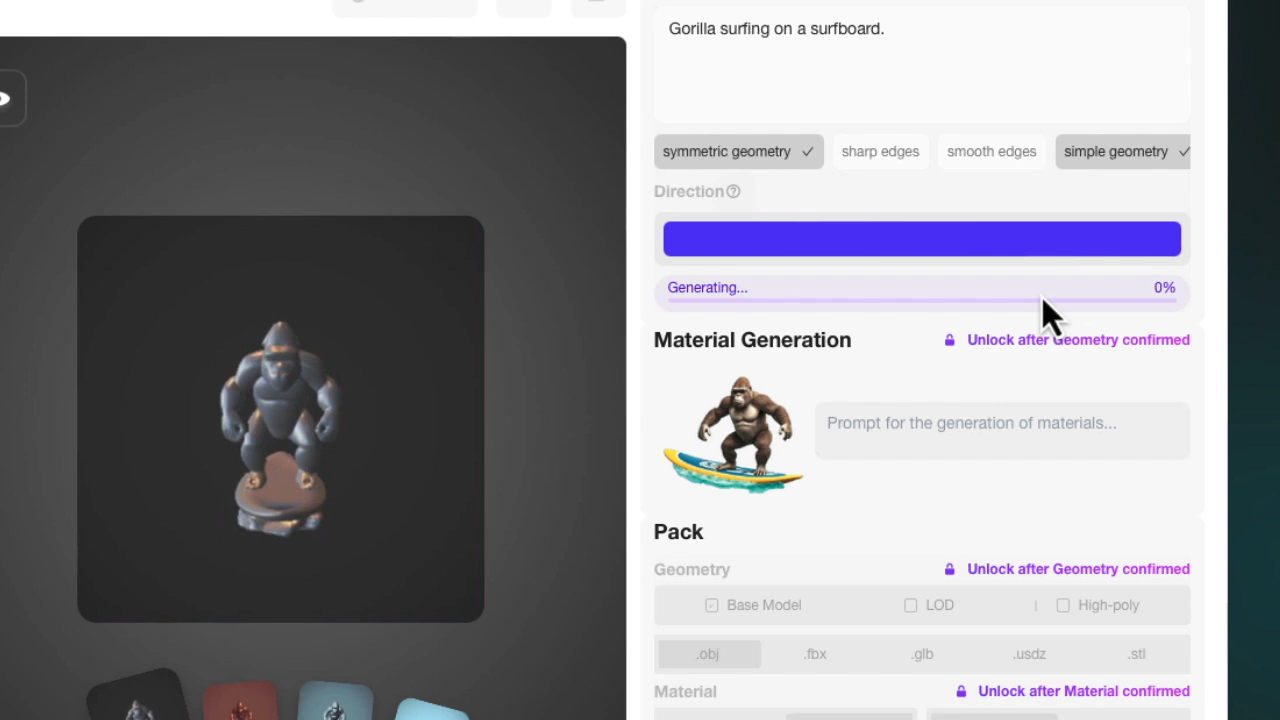 Gorilla surfing on a surfboard.
symmetric geometry sharp edges smooth edges simple geometry
Direction
Generating... 0%
Material Generation Unlock after Geometry confirmed
Prompt for the generation of materials...
Pack
Geometry Unlock after Geometry confirmed
Base Model LOD High-poly
.obj .fbx .glb .usdz .stl
Material Unlock after Material confirmed